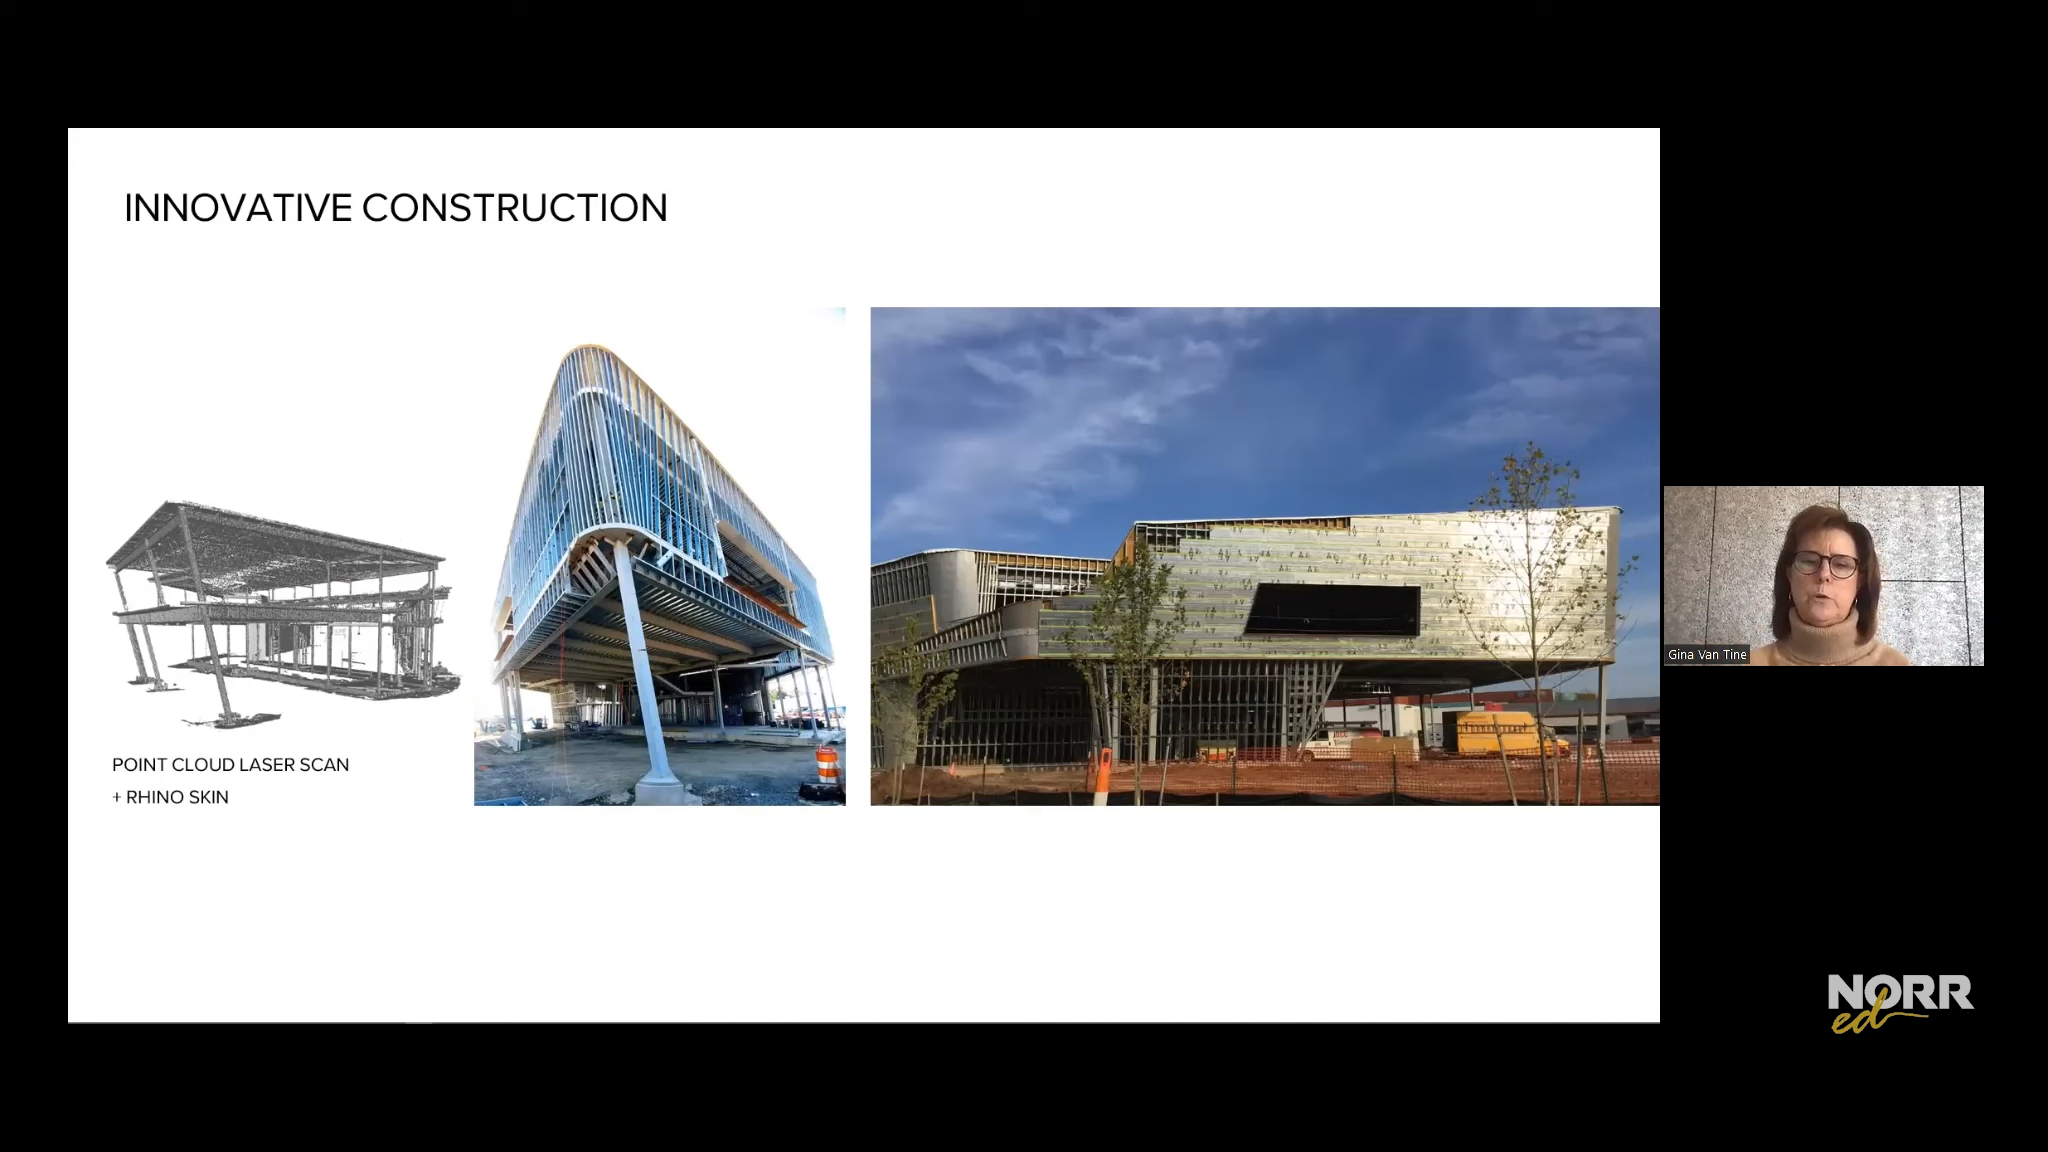 INNOVATIVE CONSTRUCTION
POINT CLOUD LASER SCAN
+ RHINO SKIN
Gina Van Tine
NORR
ed